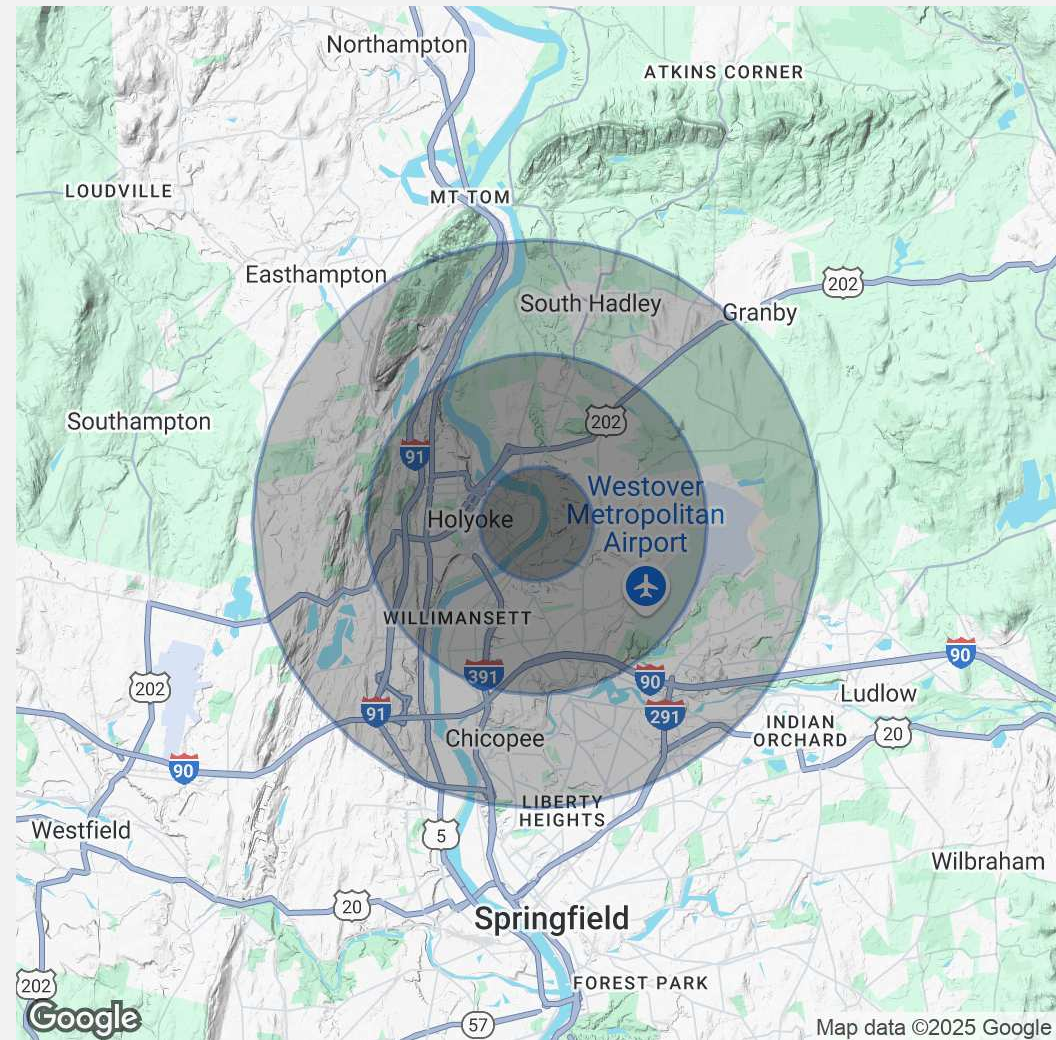 Northampton
ATKINS CORNER
LOUDVILLE
MT TOM
Easthampton
202
South Hadley
Granby
Southampton
202
91
Westover
Metropolitan
Airport
Holyoke
WILLIMANSETT
90
391
90
202
Ludlow
91
291
INDIAN
ORCHARD
20
Chicopee
90
LIBERTY
HEIGHTS
Westfield
5
Wilbraham
20
Springfield
FOREST PARK
202
Google
57
Map data ©2025 Google